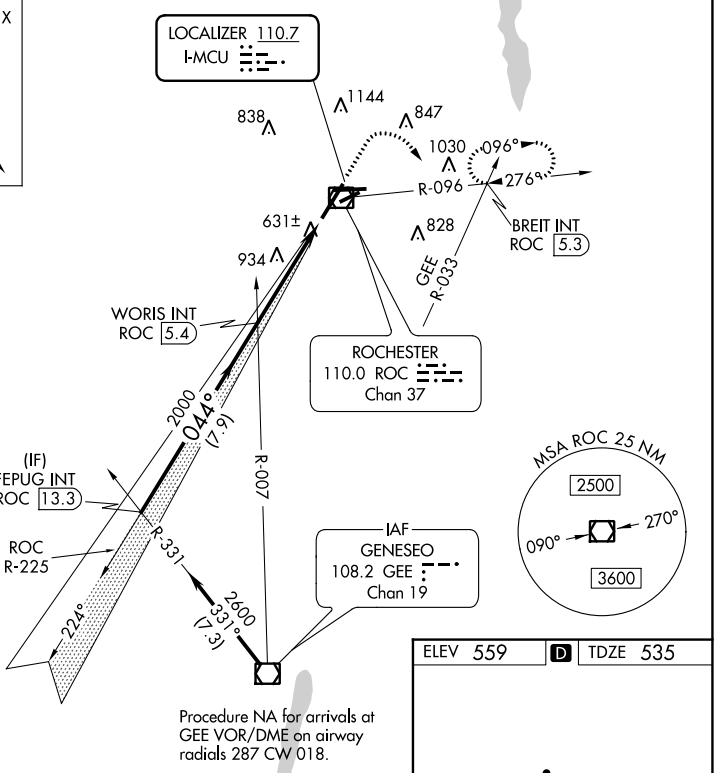 X
LOCALIZER 110.7
I-MCU
838
1144
847
1030
096°
R-096
276°
BREIT INT
ROC 5.3
631±
934
828
GEE
R-033
WORIS INT
ROC 5.4
ROCHESTER
110.0 ROC
Chan 37
2000
044°
(7.9)
R-007
(IF)
FEPUG INT
ROC 13.3
ROC
R-225
R-331
224°
2600
331°
(7.3)
IAF
GENESEO
108.2 GEE
Chan 19
MSA ROC 25 NM
2500
090°
270°
3600
Procedure NA for arrivals at
GEE VOR/DME on airway
radials 287 CW 018.
ELEV 559 D TDZE 535